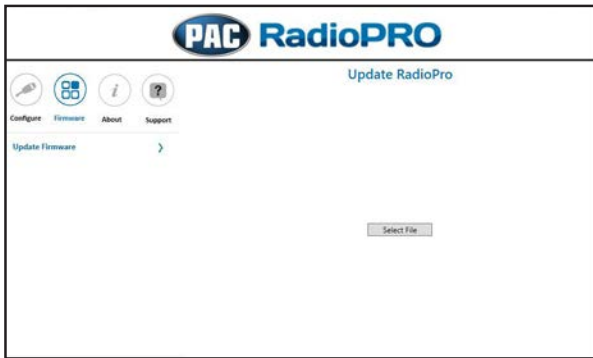 PAC RadioPRO
Update RadioPro
Configure Firmware About Support
Update Firmware
Select File